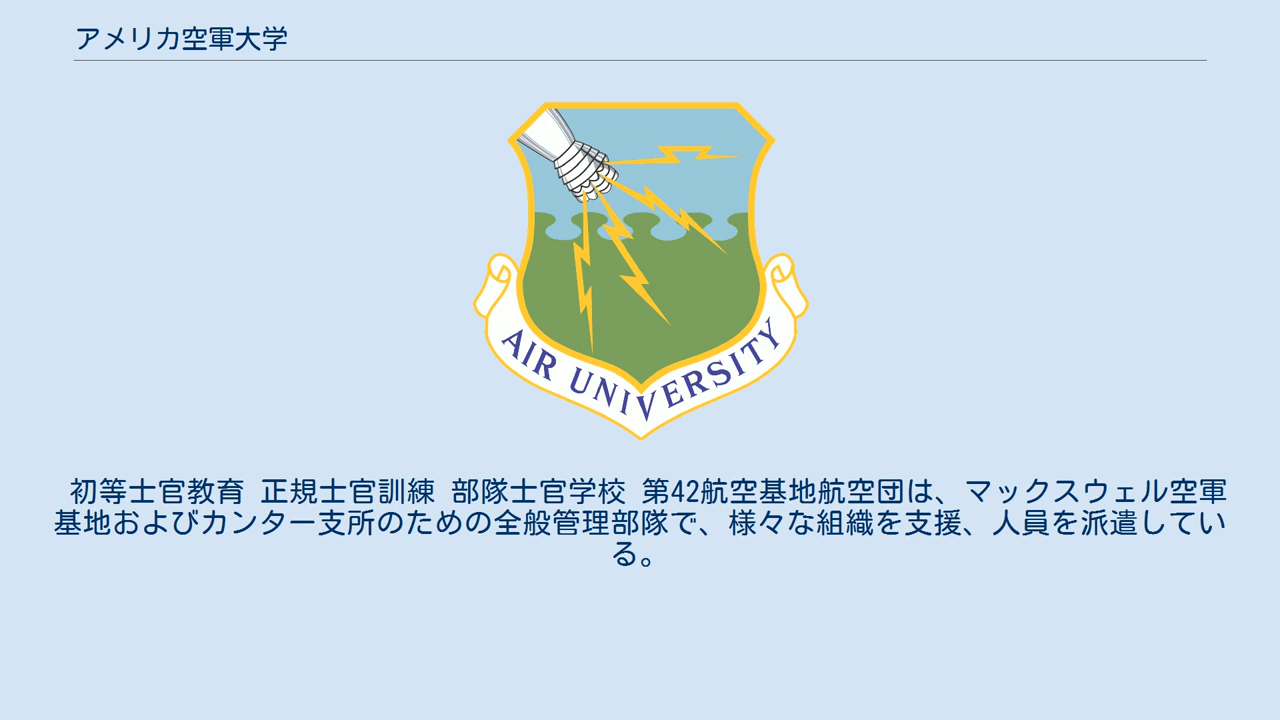 アメリカ空軍大学
AIR UNIVERSITY
初等士官教育 正規士官訓練 部隊士官学校 第42航空基地航空団は、マックスウェル空軍
基地およびカンター支所のための全般管理部隊で、様々な組織を支援、人員を派遣してい
る。